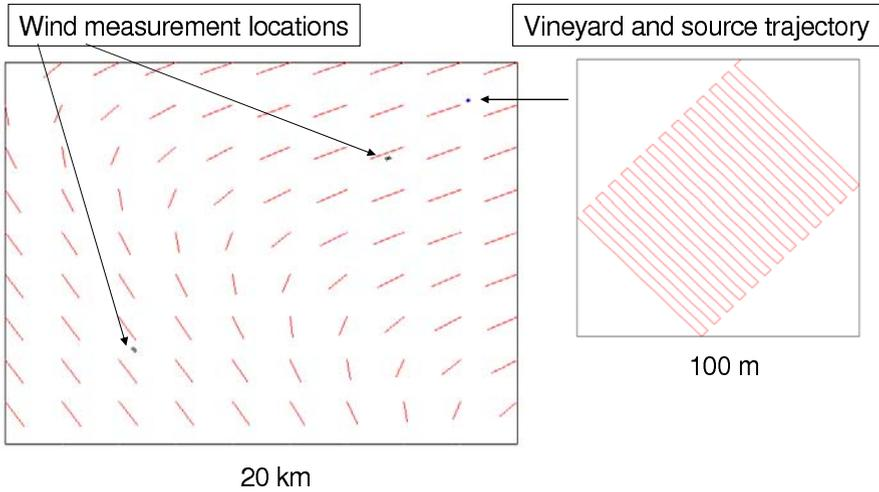 Wind measurement locations
Vineyard and source trajectory
100 m
20 km